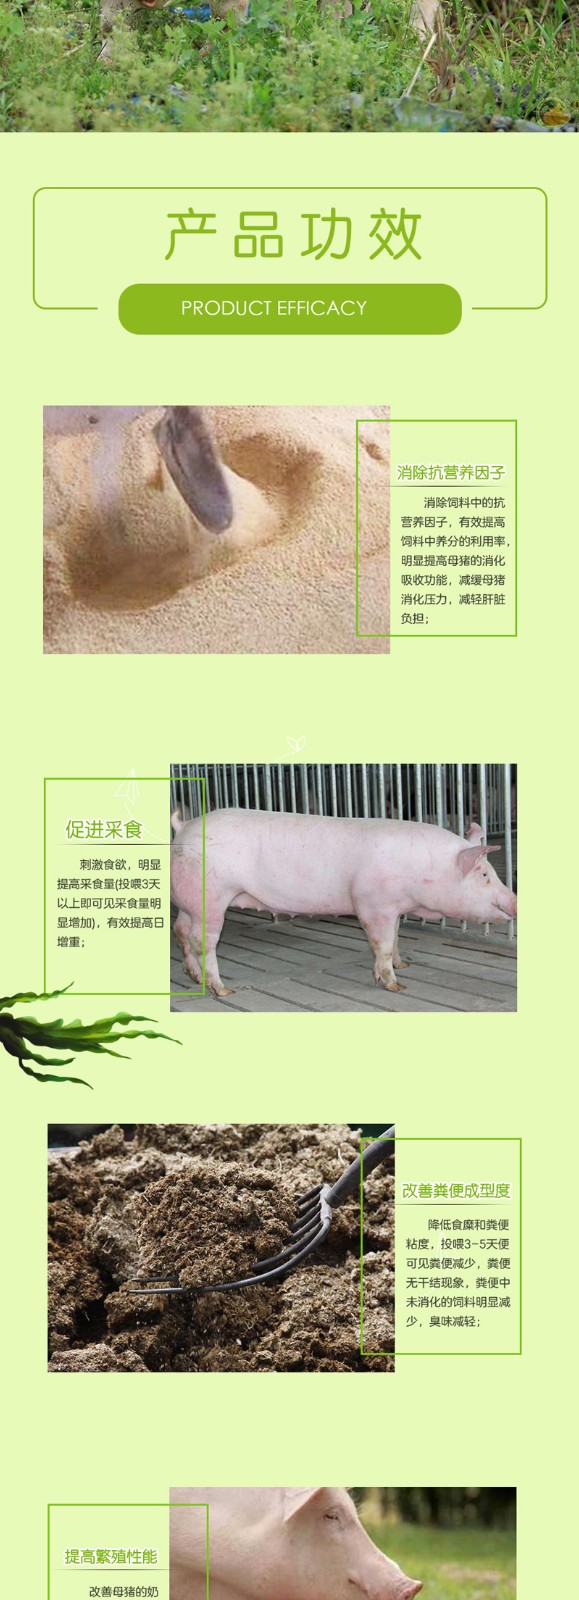 产品功效
PRODUCT EFFICACY
消除抗营养因子
消除饲料中的抗
营养因子，有效提高
饲料中养分的利用率，
明显提高母猪的消化
吸收功能，减缓母猪
消化压力，减轻肝脏
负担；
促进采食
刺激食欲，明显
提高采食量(投喂3天
以上即可见采食量明
显增加)，有效提高日
增重；
改善粪便成型度
降低食糜和粪便
粘度，投喂3-5天便
可见粪便减少，粪便
无干结现象，粪便中
未消化的饲料明显减
少，臭味减轻；
提高繁殖性能
改善母猪的奶